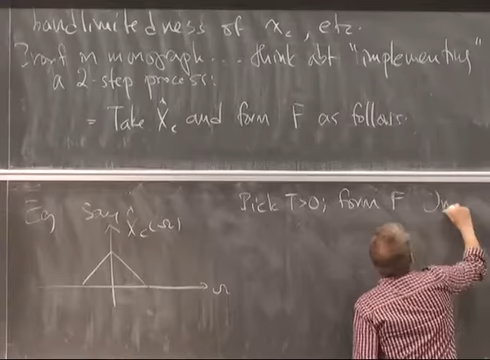 bandlimitedness of x_c, etc.
Proof in monograph... think abt "implementing"
a 2-step process:
= Take X̂_c and form F as follows.
Eg Say X̂_c(Ω)
Pick T>0; form F
Ω